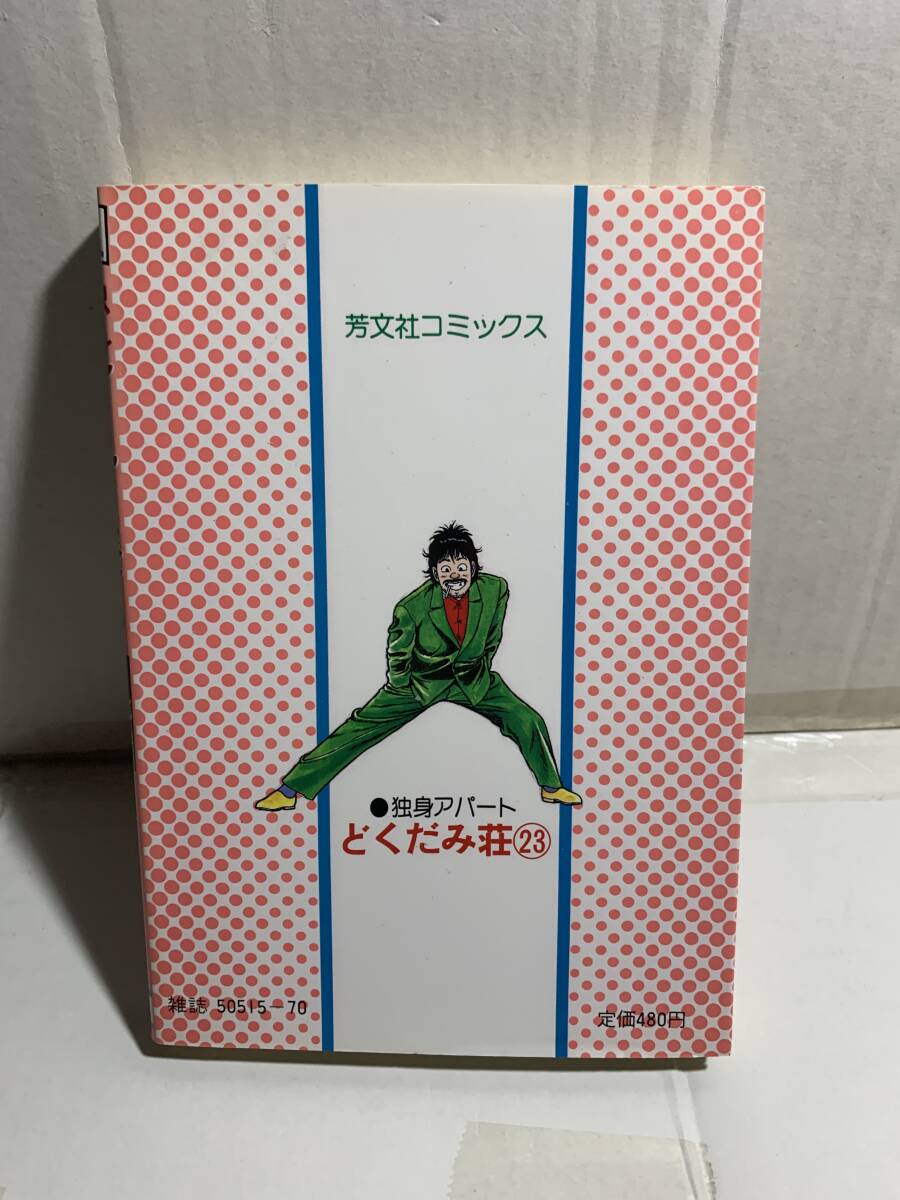 芳文社コミックス
●独身アパート
どくだみ荘㉓
雑誌 50515-70
定価480円